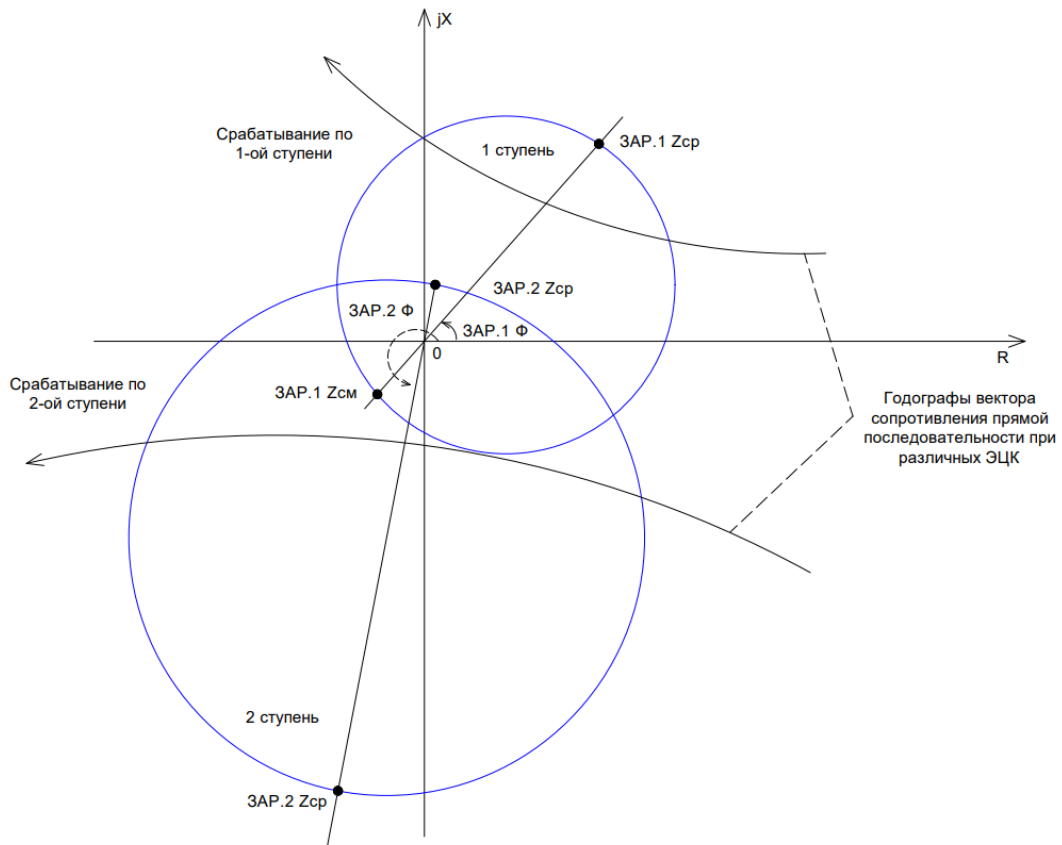 jX
Срабатывание по
1-ой ступени
1 ступень
ЗАР.1 Zср
ЗАР.2 Zср
ЗАР.2 Ф
ЗАР.1 Ф
0
R
Срабатывание по
2-ой ступени
ЗАР.1 Zсм
Годографы вектора
сопротивления прямой
последовательности при
различных ЭЦК
2 ступень
ЗАР.2 Zср